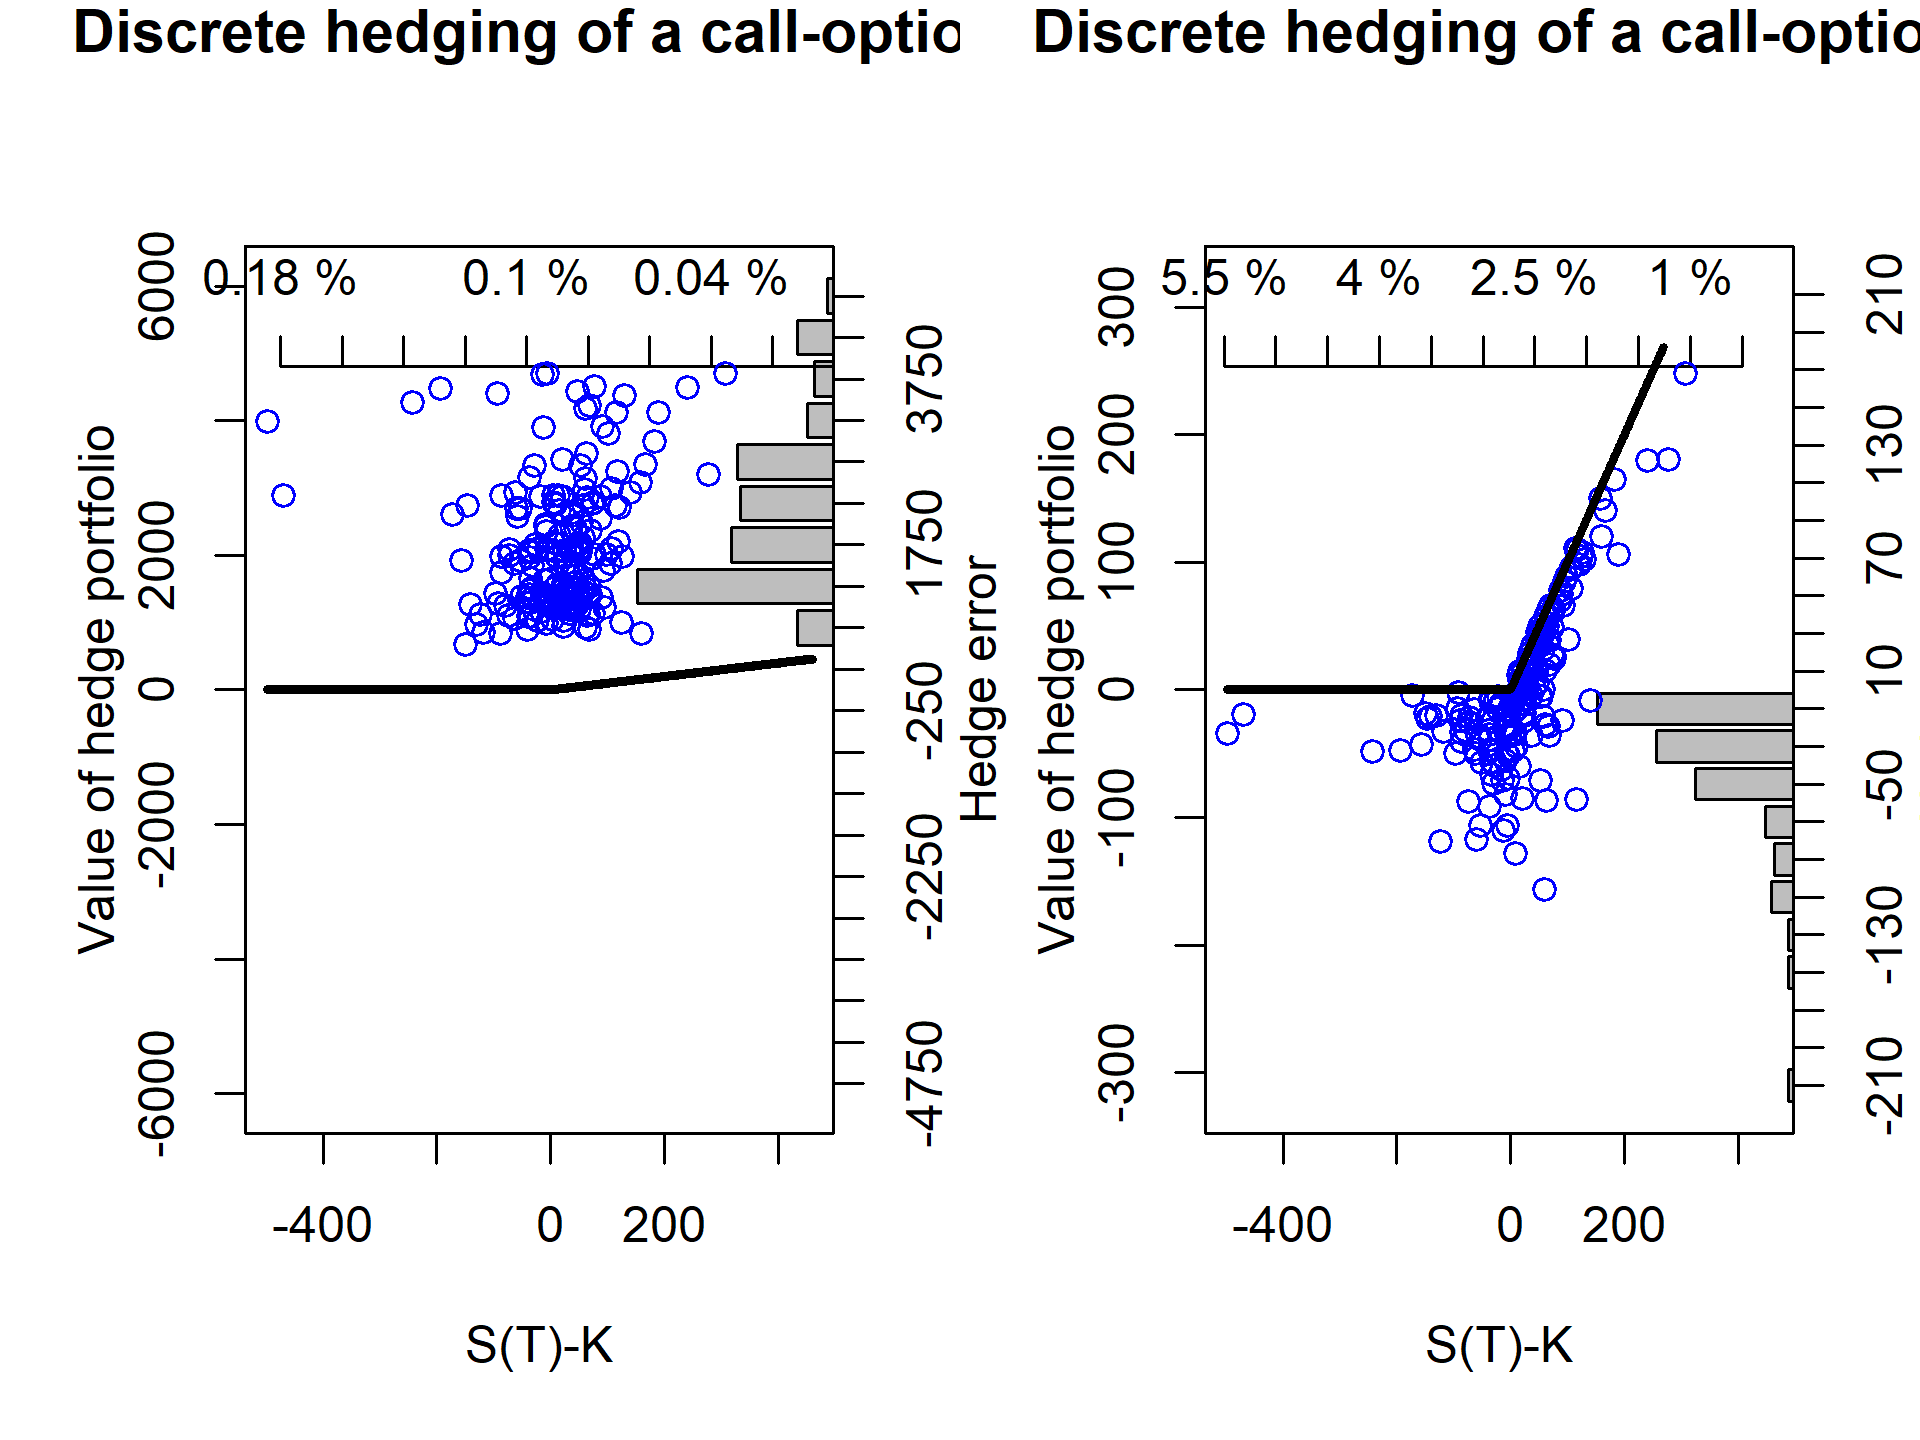 Discrete hedging of a call-optio
0.18 % 0.1 % 0.04 %
Value of hedge portfolio
6000
2000
0
-2000
-6000
3750
1750
-250
-2250
-4750
Hedge error
-400 0 200
S(T)-K
Discrete hedging of a call-optio
5.5 % 4 % 2.5 % 1 %
Value of hedge portfolio
300
200
100
0
-100
-300
210
130
70
10
-50
-130
-210
-400 0 200
S(T)-K